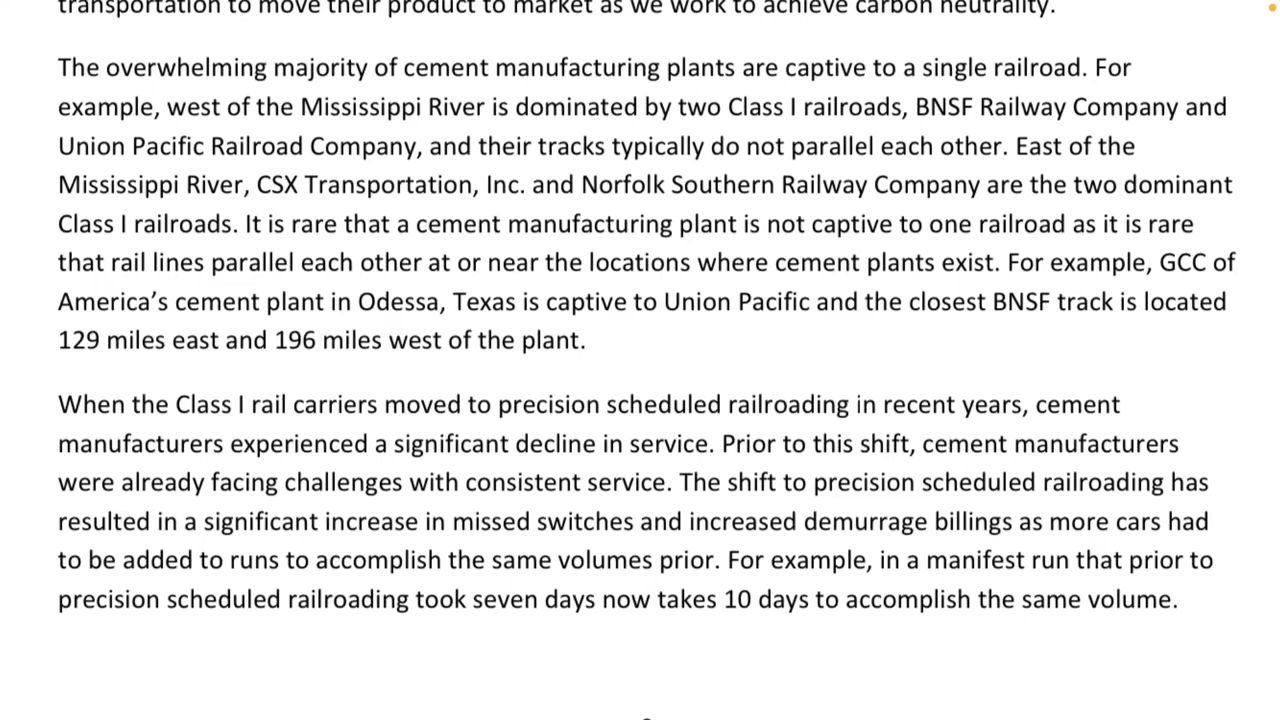 transportation to move their product to market as we work to achieve carbon neutrality.
The overwhelming majority of cement manufacturing plants are captive to a single railroad. For
example, west of the Mississippi River is dominated by two Class I railroads, BNSF Railway Company and
Union Pacific Railroad Company, and their tracks typically do not parallel each other. East of the
Mississippi River, CSX Transportation, Inc. and Norfolk Southern Railway Company are the two dominant
Class I railroads. It is rare that a cement manufacturing plant is not captive to one railroad as it is rare
that rail lines parallel each other at or near the locations where cement plants exist. For example, GCC of
America’s cement plant in Odessa, Texas is captive to Union Pacific and the closest BNSF track is located
129 miles east and 196 miles west of the plant.
When the Class I rail carriers moved to precision scheduled railroading in recent years, cement
manufacturers experienced a significant decline in service. Prior to this shift, cement manufacturers
were already facing challenges with consistent service. The shift to precision scheduled railroading has
resulted in a significant increase in missed switches and increased demurrage billings as more cars had
to be added to runs to accomplish the same volumes prior. For example, in a manifest run that prior to
precision scheduled railroading took seven days now takes 10 days to accomplish the same volume.